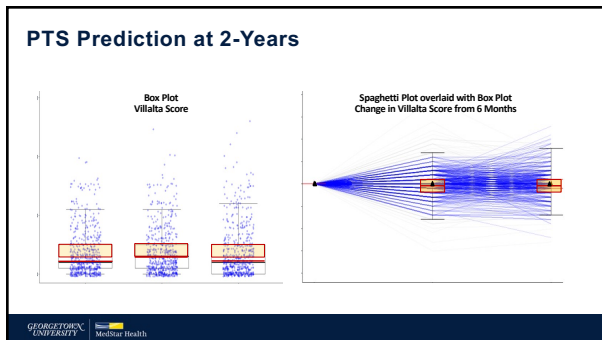 PTS Prediction at 2-Years
Box Plot
Villalta Score
Spaghetti Plot overlaid with Box Plot
Change in Villalta Score from 6 Months
GEORGETOWN
UNIVERSITY
MedStar Health